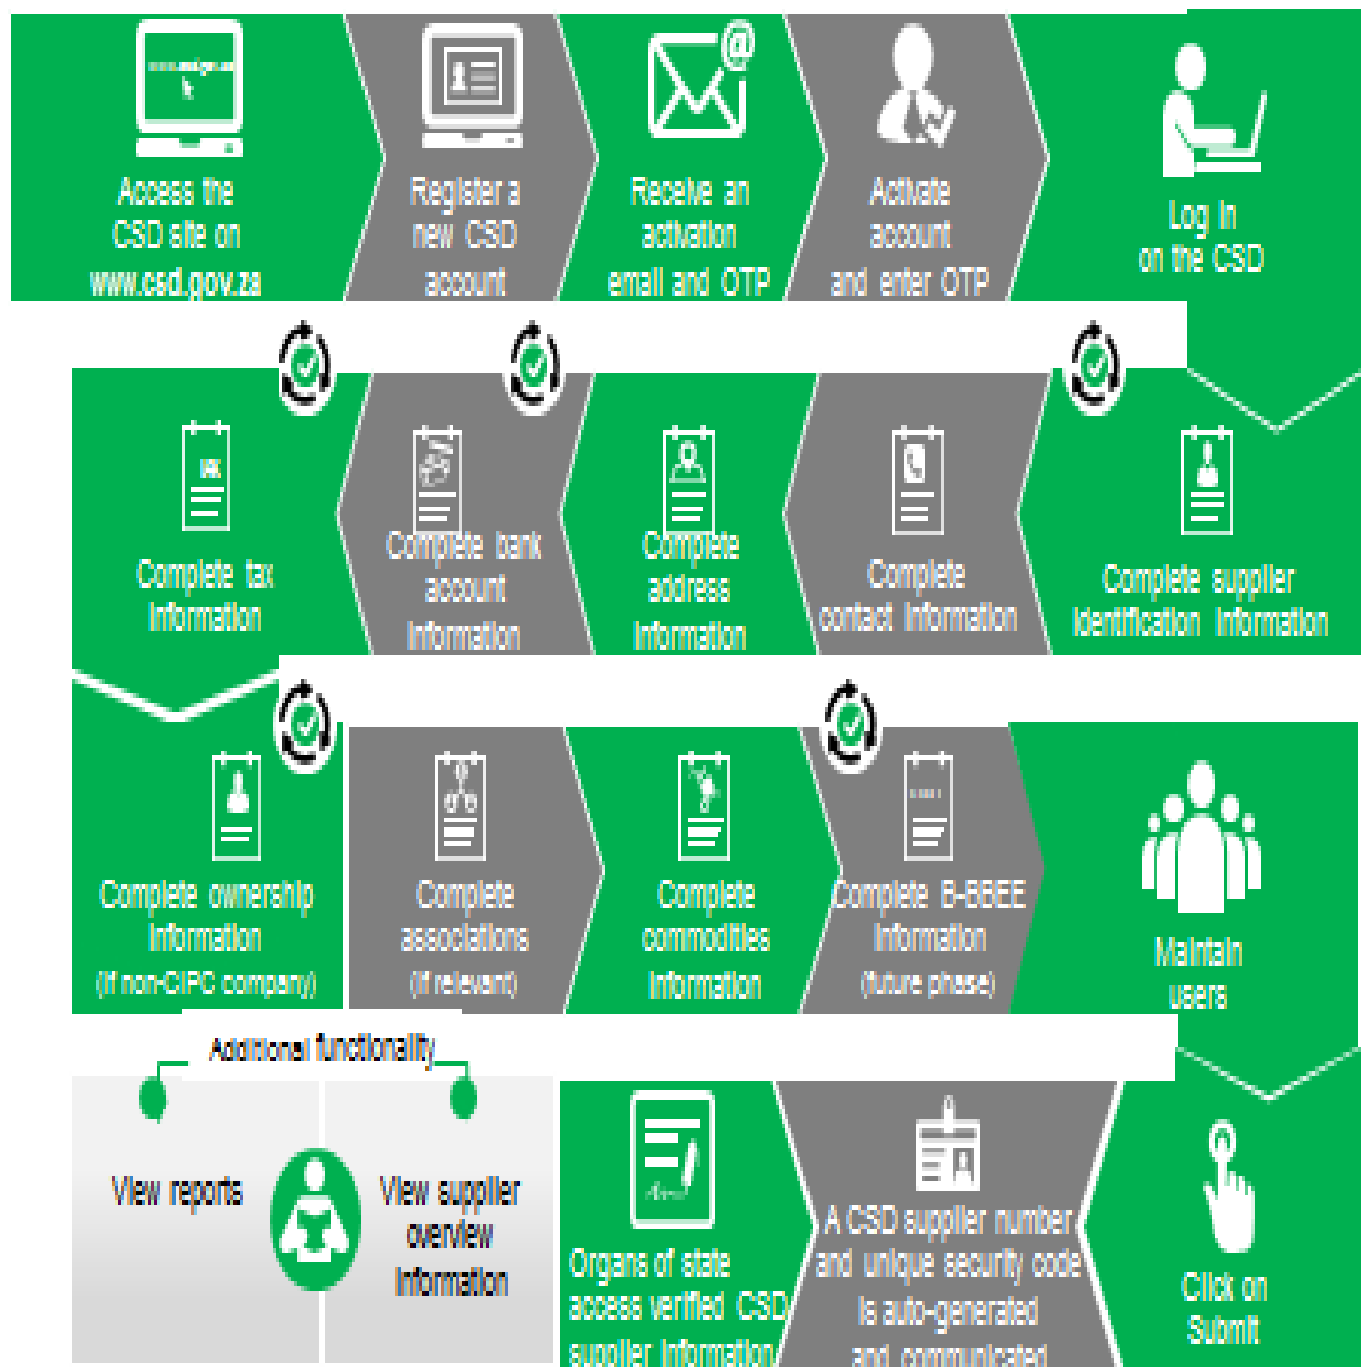 Access the
CSD site on
www.csd.gov.za
Register a
new CSD
account
Receive an
activation
email and OTP
Activate
account
and enter OTP
Log in
on the CSD
Complete supplier
identification information
Complete
contact information
Complete
address
information
Complete bank
account
information
Complete tax
information
Complete ownership
information
(if non-CIPC company)
Complete
associations
(if relevant)
Complete
commodities
information
Complete B-BBEE
information
(future phase)
Maintain
users
Click on
Submit
A CSD supplier number
and unique security code
is auto-generated
and communicated
Organs of state
access verified CSD
supplier information
Additional functionality
View reports
View supplier
overview
information